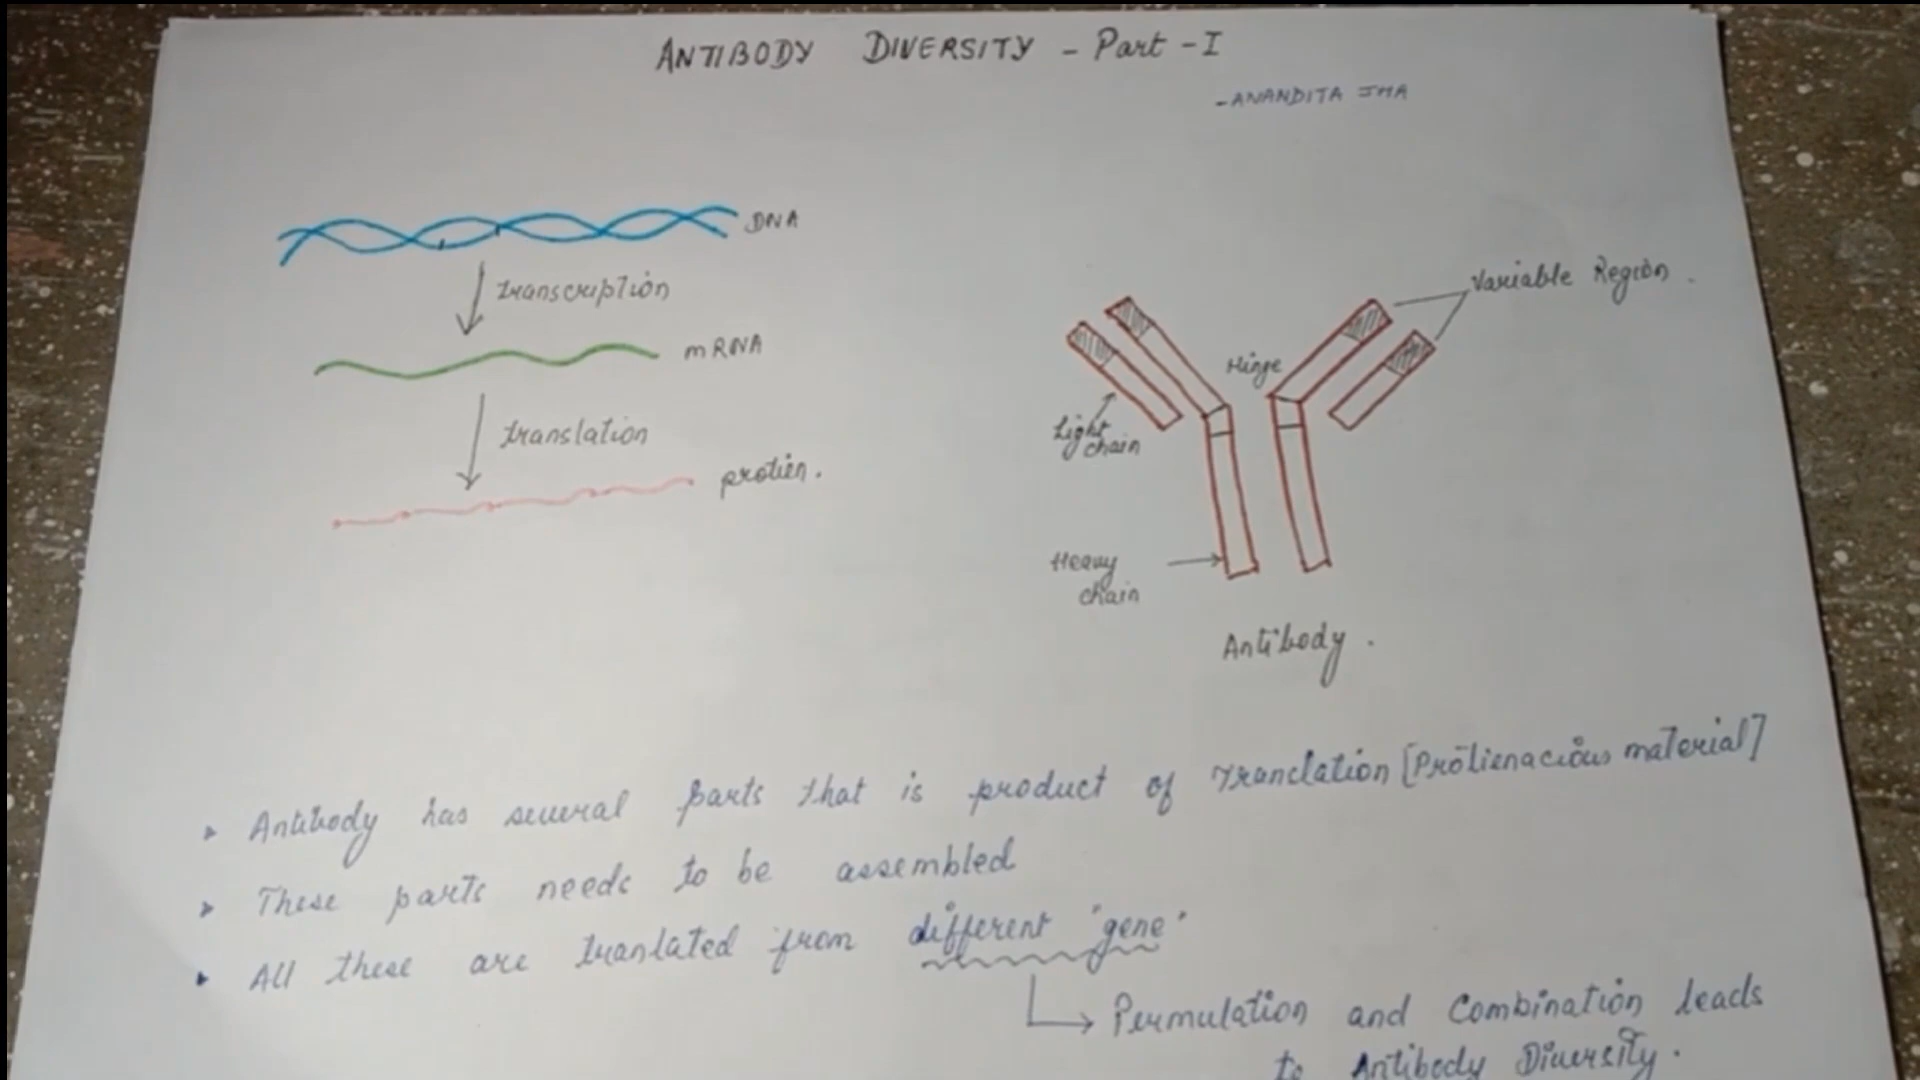 ANTIBODY DIVERSITY - Part - I
- ANANDITA JHA
DNA
transcription
mRNA
translation
protien.
Variable Region.
Hinge
Light
chain
Heavy
chain
Antibody.
Antibody has several parts that is product of Tranclation [Protienacious material]
These parts needs to be assembled
All these are tranlated from different 'gene'
Permulation and Combination leads
to Antibody Diversity.